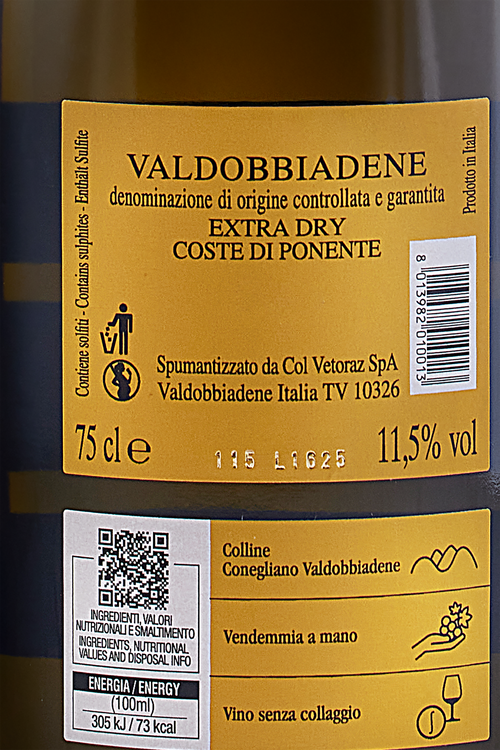 VALDOBBIADENE
denominazione di origine controllata e garantita
EXTRA DRY
COSTE DI PONENTE
Prodotto in Italia
Contiene solfiti - Contains sulphites - Enthält Sulfite
8 013982 010013
Spumantizzato da Col Vetoraz SpA
Valdobbiadene Italia TV 10326
75 cl e
115 L1625
11,5% vol
INGREDIENTI, VALORI
NUTRIZIONALI E SMALTIMENTO
INGREDIENTS, NUTRITIONAL
VALUES AND DISPOSAL INFO
ENERGIA / ENERGY
(100ml)
305 kJ / 73 kcal
Colline
Conegliano Valdobbiadene
Vendemmia a mano
Vino senza collaggio